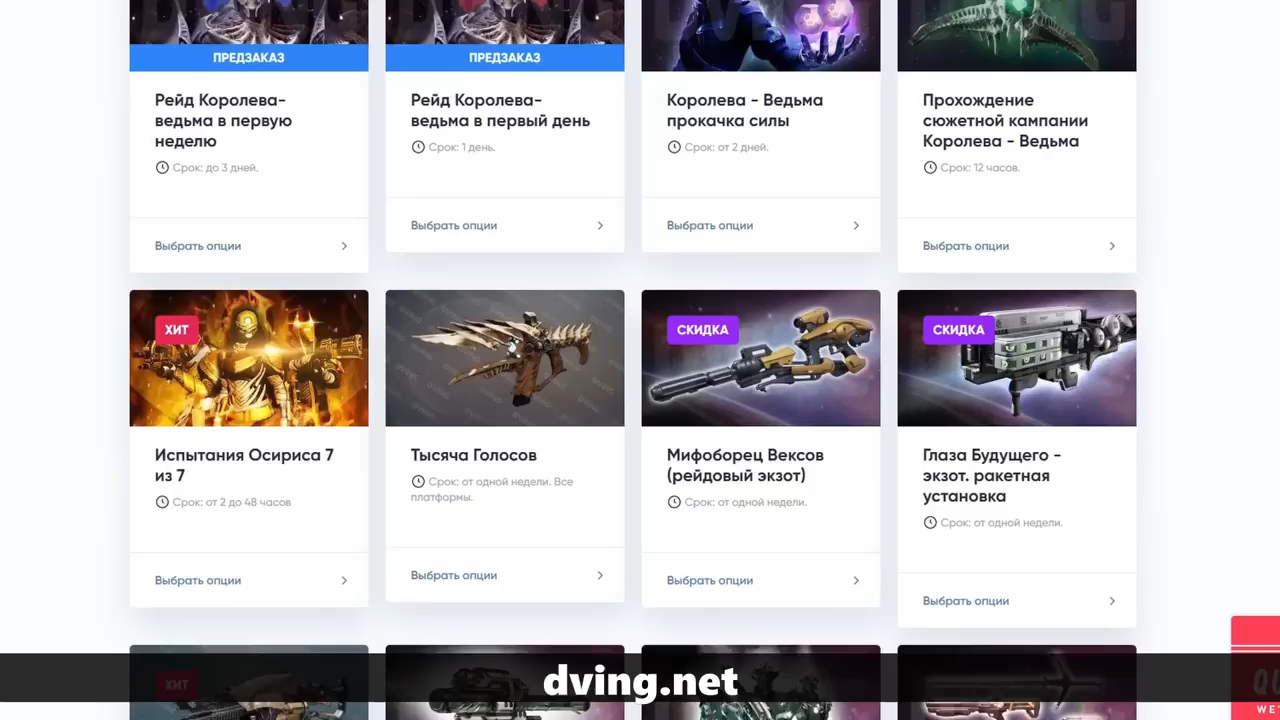 ПРЕДЗАКАЗ
Рейд Королева-
ведьма в первую
неделю
Срок: до 3 дней.
Выбрать опции
ПРЕДЗАКАЗ
Рейд Королева-
ведьма в первый день
Срок: 1 день.
Выбрать опции
Королева - Ведьма
прокачка силы
Срок: от 2 дней.
Выбрать опции
Прохождение
сюжетной кампании
Королева - Ведьма
Срок: 12 часов.
Выбрать опции
ХИТ
Испытания Осириса 7
из 7
Срок: от 2 до 48 часов
Выбрать опции
Тысяча Голосов
Срок: от одной недели. Все
платформы.
Выбрать опции
СКИДКА
Мифоборец Вексов
(рейдовый экзот)
Срок: от одной недели.
Выбрать опции
СКИДКА
Глаза Будущего -
экзот. ракетная
установка
Срок: от одной недели.
Выбрать опции
ХИТ
dving.net